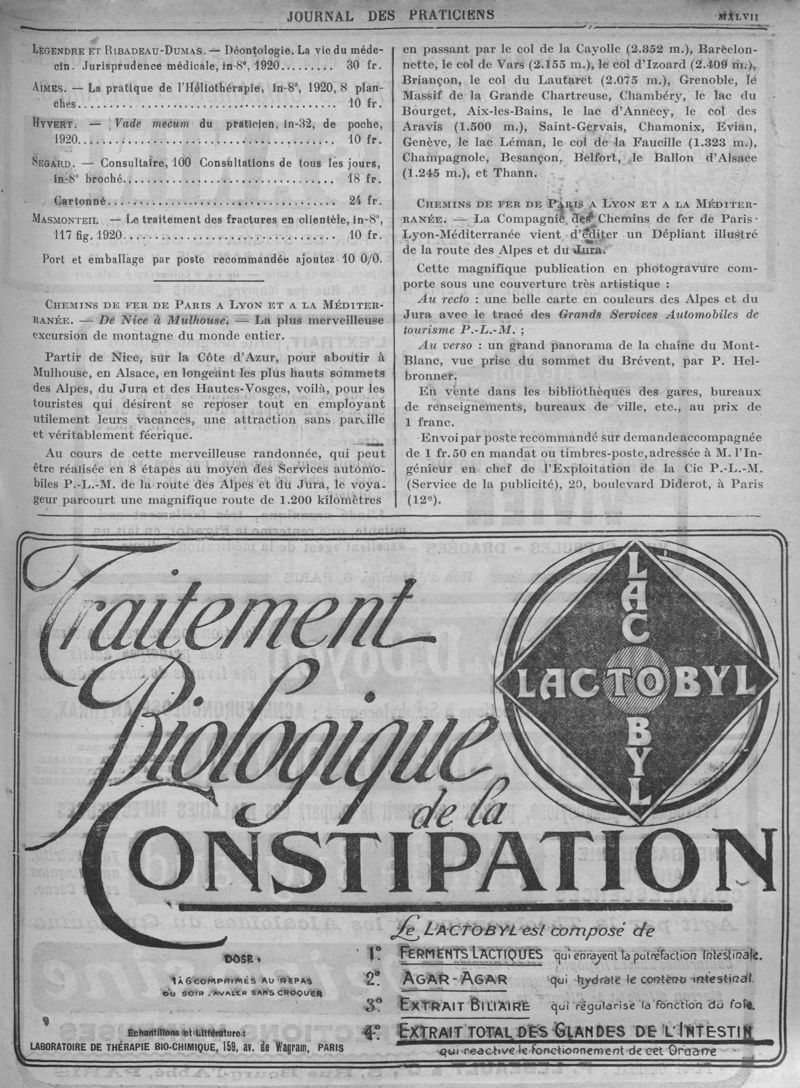 JOURNAL DES PRATICIENS
MXLVII
LEGENDRE ET RIBADEAU-DUMAS. — Déontologie. La vie du méde-
cin. Jurisprudence médicale, in-8°, 1920......... 30 fr.
AIMES. — La pratique de l'Héliothérapie, in-8°, 1920, 8 plan-
ches........................................ 10 fr.
HYVERT. — Vade mecum du praticien, in-32, de poche,
1920........................................ 10 fr.
SEGARD. — Consultaire, 100 Consultations de tous les jours,
in-8° broché................................. 18 fr.
Cartonné.................................... 24 fr.
MASMONTEIL — Le traitement des fractures en clientèle, in-8°,
117 fig. 1920................................. 10 fr.
Port et emballage par poste recommandée ajoutez 10 0/0.
CHEMINS DE FER DE PARIS A LYON ET A LA MÉDITER-
RANÉE. — De Nice à Mulhouse. — La plus merveilleuse
excursion de montagne du monde entier.
Partir de Nice, sur la Côte d'Azur, pour aboutir à
Mulhouse, en Alsace, en longeant les plus hauts sommets
des Alpes, du Jura et des Hautes-Vosges, voilà, pour les
touristes qui désirent se reposer tout en employant
utilement leurs vacances, une attraction sans pareille
et véritablement féerique.
Au cours de cette merveilleuse randonnée, qui peut
être réalisée en 8 étapes au moyen des Services automo-
biles P.-L.-M. de la route des Alpes et du Jura, le voya-
geur parcourt une magnifique route de 1.200 kilomètres
en passant par le col de la Cayolle (2.352 m.), Barcelon-
nette, le col de Vars (2.155 m.), le col d'Izoard (2.409 m.),
Briançon, le col du Lautaret (2.075 m.), Grenoble, le
Massif de la Grande Chartreuse, Chambéry, le lac du
Bourget, Aix-les-Bains, le lac d'Annecy, le col des
Aravis (1.500 m.), Saint-Gervais, Chamonix, Evian,
Genève, le lac Léman, le col de la Faucille (1.323 m.),
Champagnole, Besançon, Belfort, le Ballon d'Alsace
(1.245 m.), et Thann.
CHEMINS DE FER DE PARIS A LYON ET A LA MÉDITER-
RANÉE. — La Compagnie des Chemins de fer de Paris-
Lyon-Méditerranée vient d'éditer un Dépliant illustré
de la route des Alpes et du Jura.
Cette magnifique publication en photogravure com-
porte sous une couverture très artistique :
Au recto : une belle carte en couleurs des Alpes et du
Jura avec le tracé des Grands Services Automobiles de
tourisme P.-L.-M. ;
Au verso : un grand panorama de la chaîne du Mont-
Blanc, vue prise du sommet du Brévent, par P. Hel-
bronner.
En vente dans les bibliothèques des gares, bureaux
de renseignements, bureaux de ville, etc., au prix de
1 franc.
Envoi par poste recommandé sur demande accompagnée
de 1 fr. 50 en mandat ou timbres-poste, adressée à M. l'In-
génieur en chef de l'Exploitation de la Cie P.-L.-M.
(Service de la publicité), 20, boulevard Diderot, à Paris
(12e).
Traitement
Biologique
de la
CONSTIPATION
LACTOBYL
LACTOBYL
Le LACTOBYL est composé de
1° FERMENTS LACTIQUES qui enrayent la putréfaction Intestinale.
2° AGAR-AGAR qui hydrate le contenu intestinal.
3° EXTRAIT BILIAIRE qui régularise la fonction du foie.
4° EXTRAIT TOTAL DES GLANDES DE L'INTESTIN
qui réactive le fonctionnement de cet Organe
DOSE :
1 À 6 COMPRIMÉS AU REPAS
DU SOIR, AVALER SANS CROQUER
Echantillons et Littérature :
LABORATOIRE DE THÉRAPIE BIO-CHIMIQUE, 159, av. de Wagram, PARIS